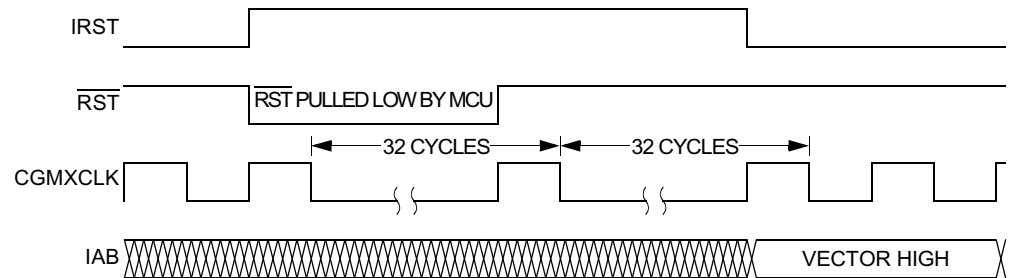 IRST
RST
RST PULLED LOW BY MCU
32 CYCLES
32 CYCLES
CGMXCLK
IAB
VECTOR HIGH